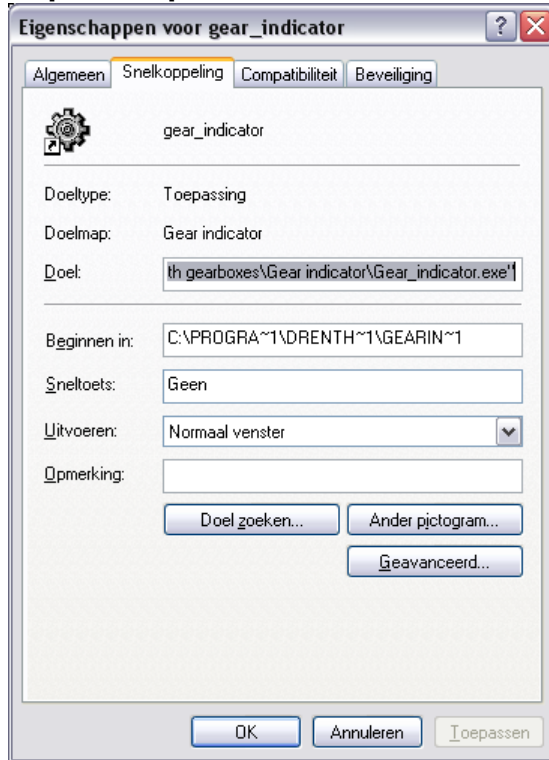 Eigenschappen voor gear_indicator
Algemeen Snelkoppeling Compatibiliteit Beveiliging
gear_indicator
Doeltype: Toepassing
Doelmap: Gear indicator
Doel: th gearboxes\Gear indicator\Gear_indicator.exe"
Beginnen in: C:\PROGRA~1\DRENTH~1\GEARIN~1
Sneltoets: Geen
Uitvoeren: Normaal venster
Opmerking:
Doel zoeken... Ander pictogram...
Geavanceerd...
OK Annuleren Toepassen